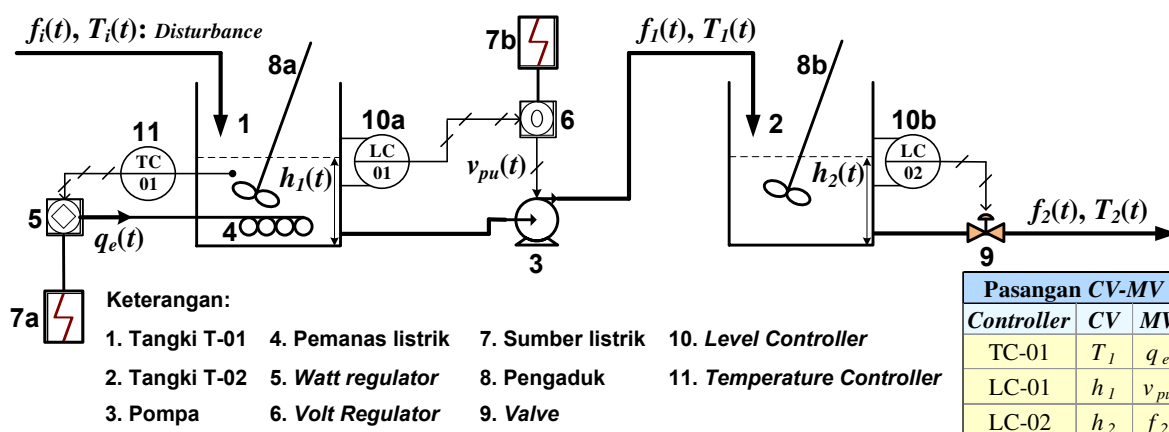 fi(t), Ti(t): Disturbance
7b
f1(t), T1(t)
8a
8b
1
10a
6
2
10b
11
TC
01
LC
01
LC
02
h1(t)
vpu(t)
h2(t)
5
qe(t)
4
3
9
f2(t), T2(t)
7a
Keterangan:
1. Tangki T-01 4. Pemanas listrik 7. Sumber listrik 10. Level Controller
2. Tangki T-02 5. Watt regulator 8. Pengaduk 11. Temperature Controller
3. Pompa 6. Volt Regulator 9. Valve
Pasangan CV-MV
Controller CV MV
TC-01 T1 qe
LC-01 h1 vpu
LC-02 h2 f2